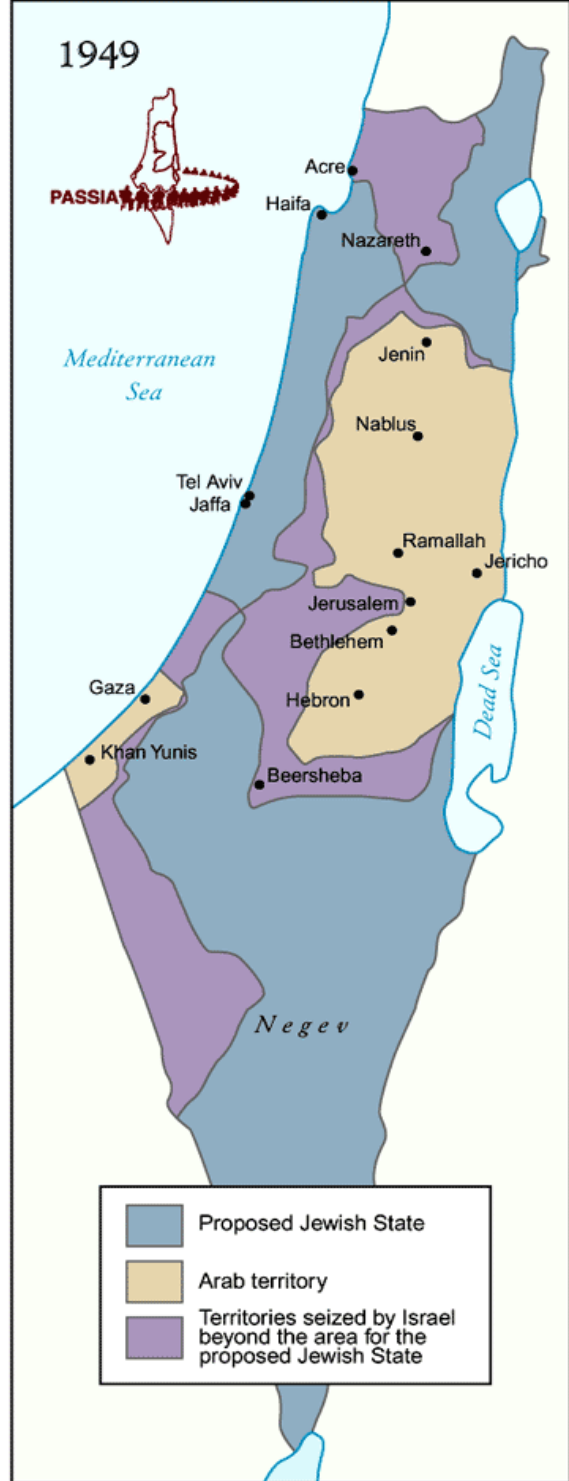 1949
PASSIA
Acre
Haifa
Nazareth
Mediterranean
Sea
Jenin
Nablus
Tel Aviv
Jaffa
Ramallah
Jericho
Jerusalem
Bethlehem
Dead Sea
Gaza
Hebron
Khan Yunis
Beersheba
Negev
Proposed Jewish State
Arab territory
Territories seized by Israel
beyond the area for the
proposed Jewish State